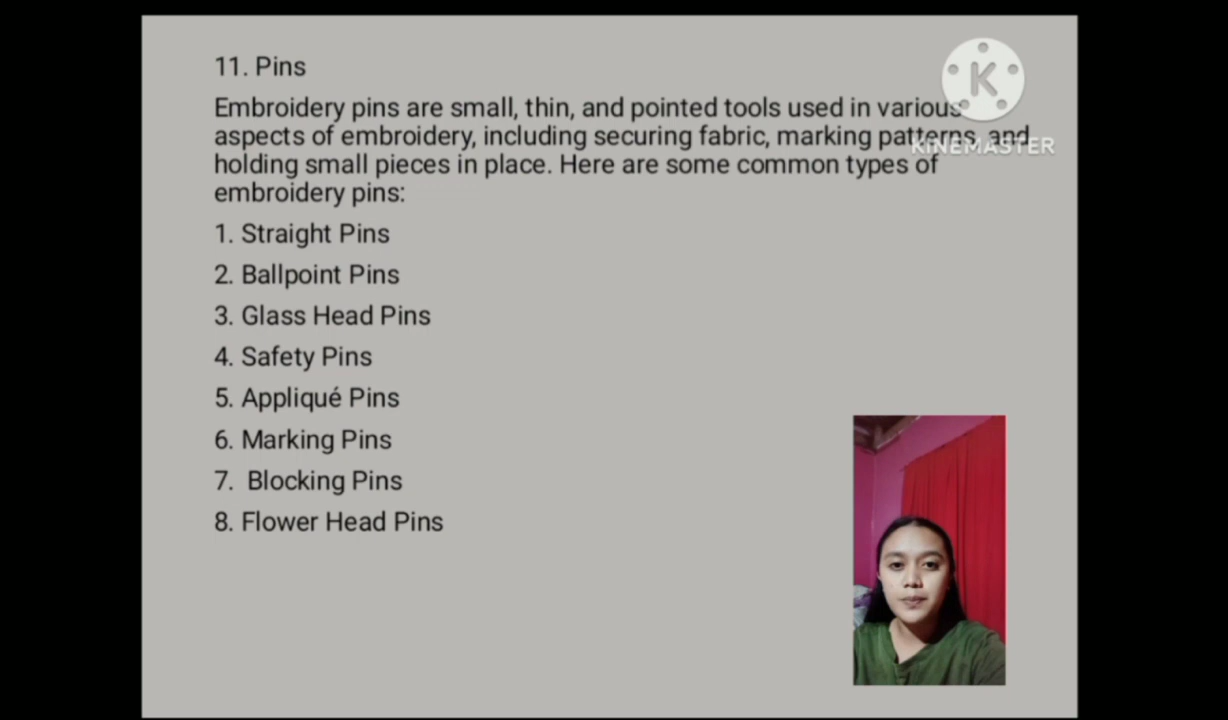 11. Pins
Embroidery pins are small, thin, and pointed tools used in various
aspects of embroidery, including securing fabric, marking patterns, and
holding small pieces in place. Here are some common types of
embroidery pins:
1. Straight Pins
2. Ballpoint Pins
3. Glass Head Pins
4. Safety Pins
5. Appliqué Pins
6. Marking Pins
7.  Blocking Pins
8. Flower Head Pins
K
KINEMASTER